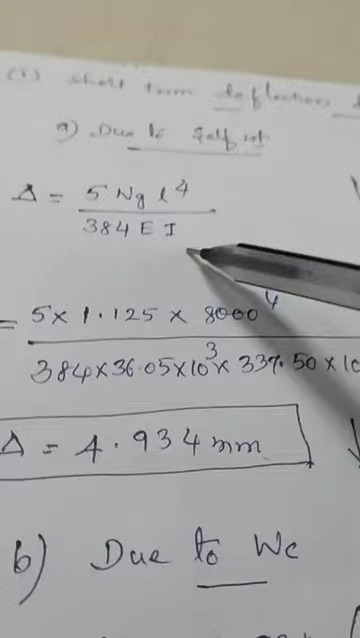 (i) Short term deflection
a) Due to Self wt
Δ = 5 Wg l⁴ / 384 E I
= 5 × 1.125 × 8000⁴ / 384 × 36.05 × 10³ × 337.50 × 10
Δ = 4.934 mm
b) Due to Wc